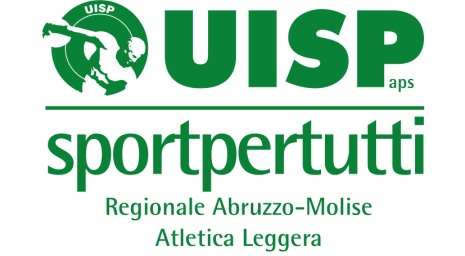 UISP
UISP
aps
sportpertutti
Regionale Abruzzo-Molise
Atletica Leggera